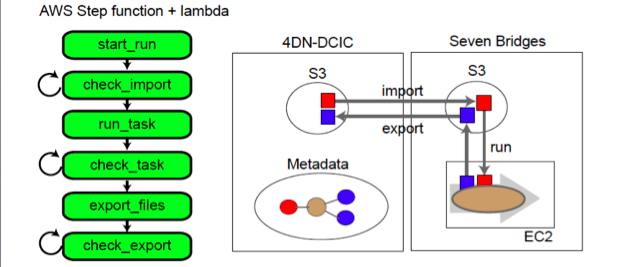 AWS Step function + lambda
start_run
check_import
run_task
check_task
export_files
check_export
4DN-DCIC
S3
Metadata
Seven Bridges
S3
import
export
run
EC2